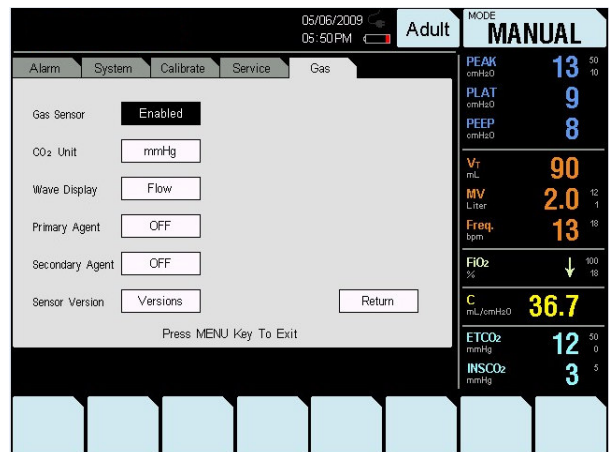 05/06/2009
05:50 PM
Adult
MODE
MANUAL
Alarm System Calibrate Service Gas
Gas Sensor Enabled
CO2 Unit mmHg
Wave Display Flow
Primary Agent OFF
Secondary Agent OFF
Sensor Version Versions Return
Press MENU Key To Exit
PEAK 13 50
cmH2O 10
PLAT 9
cmH2O
PEEP 8
cmH2O
VT 90
mL
MV 2.0 12
Liter 1
Freq. 13 18
bpm
FiO2 ↓ 100
% 18
C 36.7
mL/cmH2O
ETCO2 12 50
mmHg 0
INSCO2 3 5
mmHg